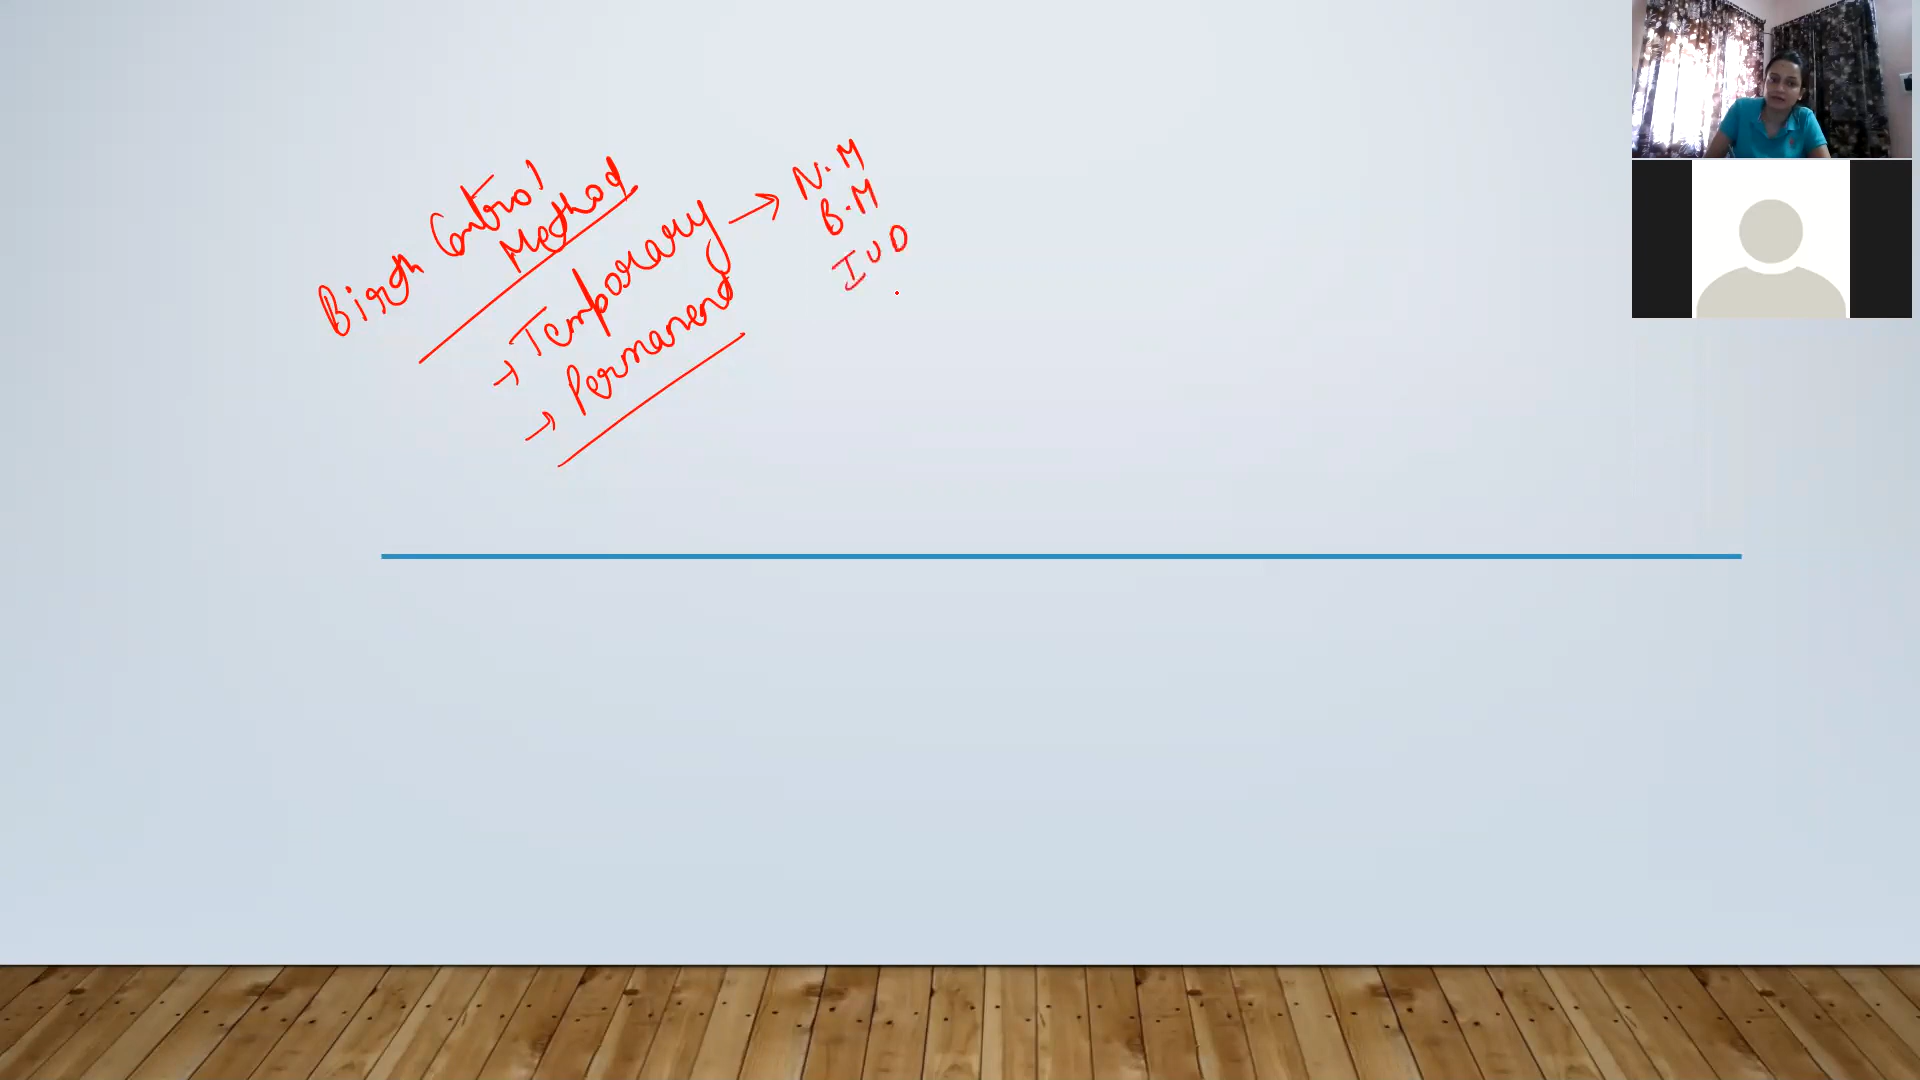 Birth Control
Method
→ Temporary → N.M
B.M
IUD
→ Permanent